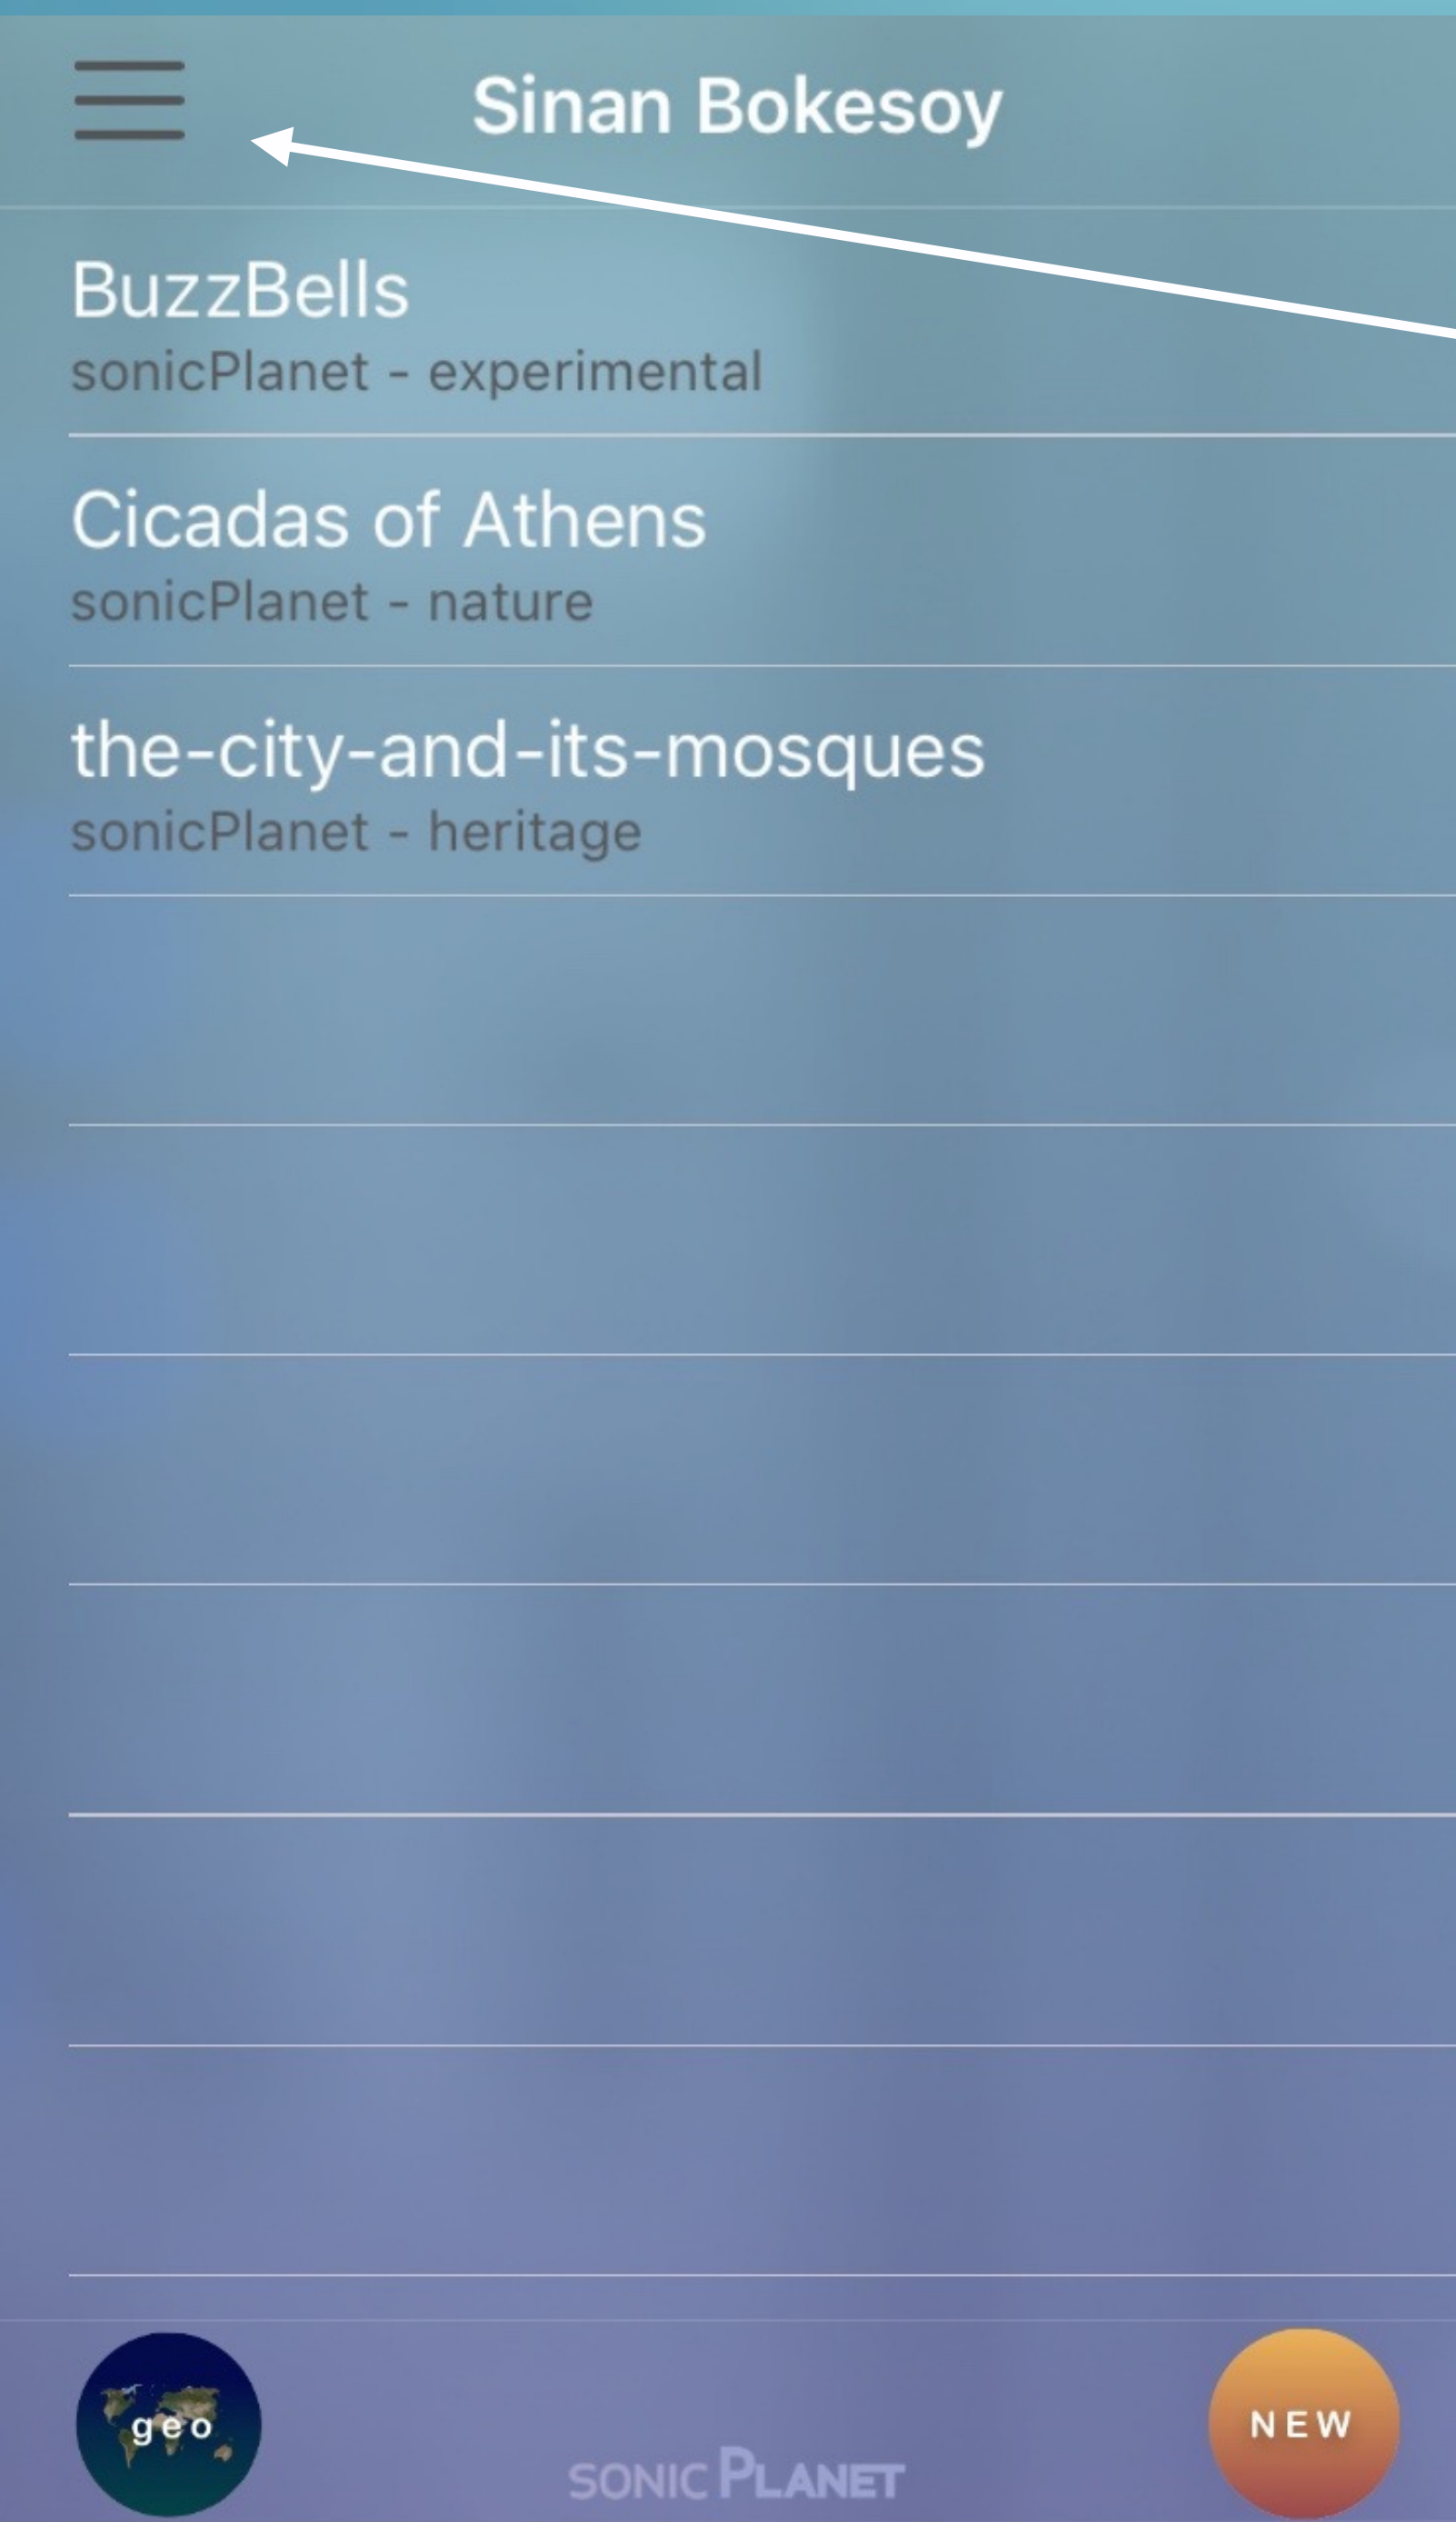 Sinan Bokesoy
BuzzBells
sonicPlanet - experimental
Cicadas of Athens
sonicPlanet - nature
the-city-and-its-mosques
sonicPlanet - heritage
geo
SONIC PLANET
NEW